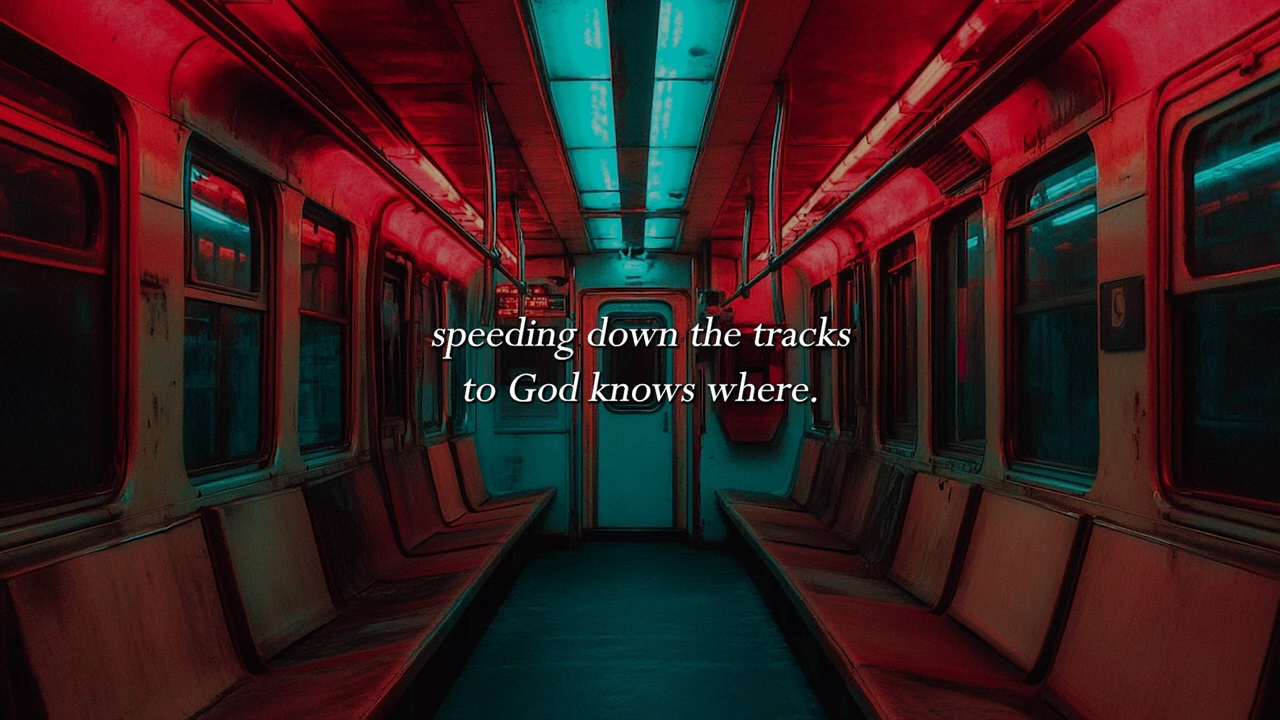 speeding down the tracks
to God knows where.